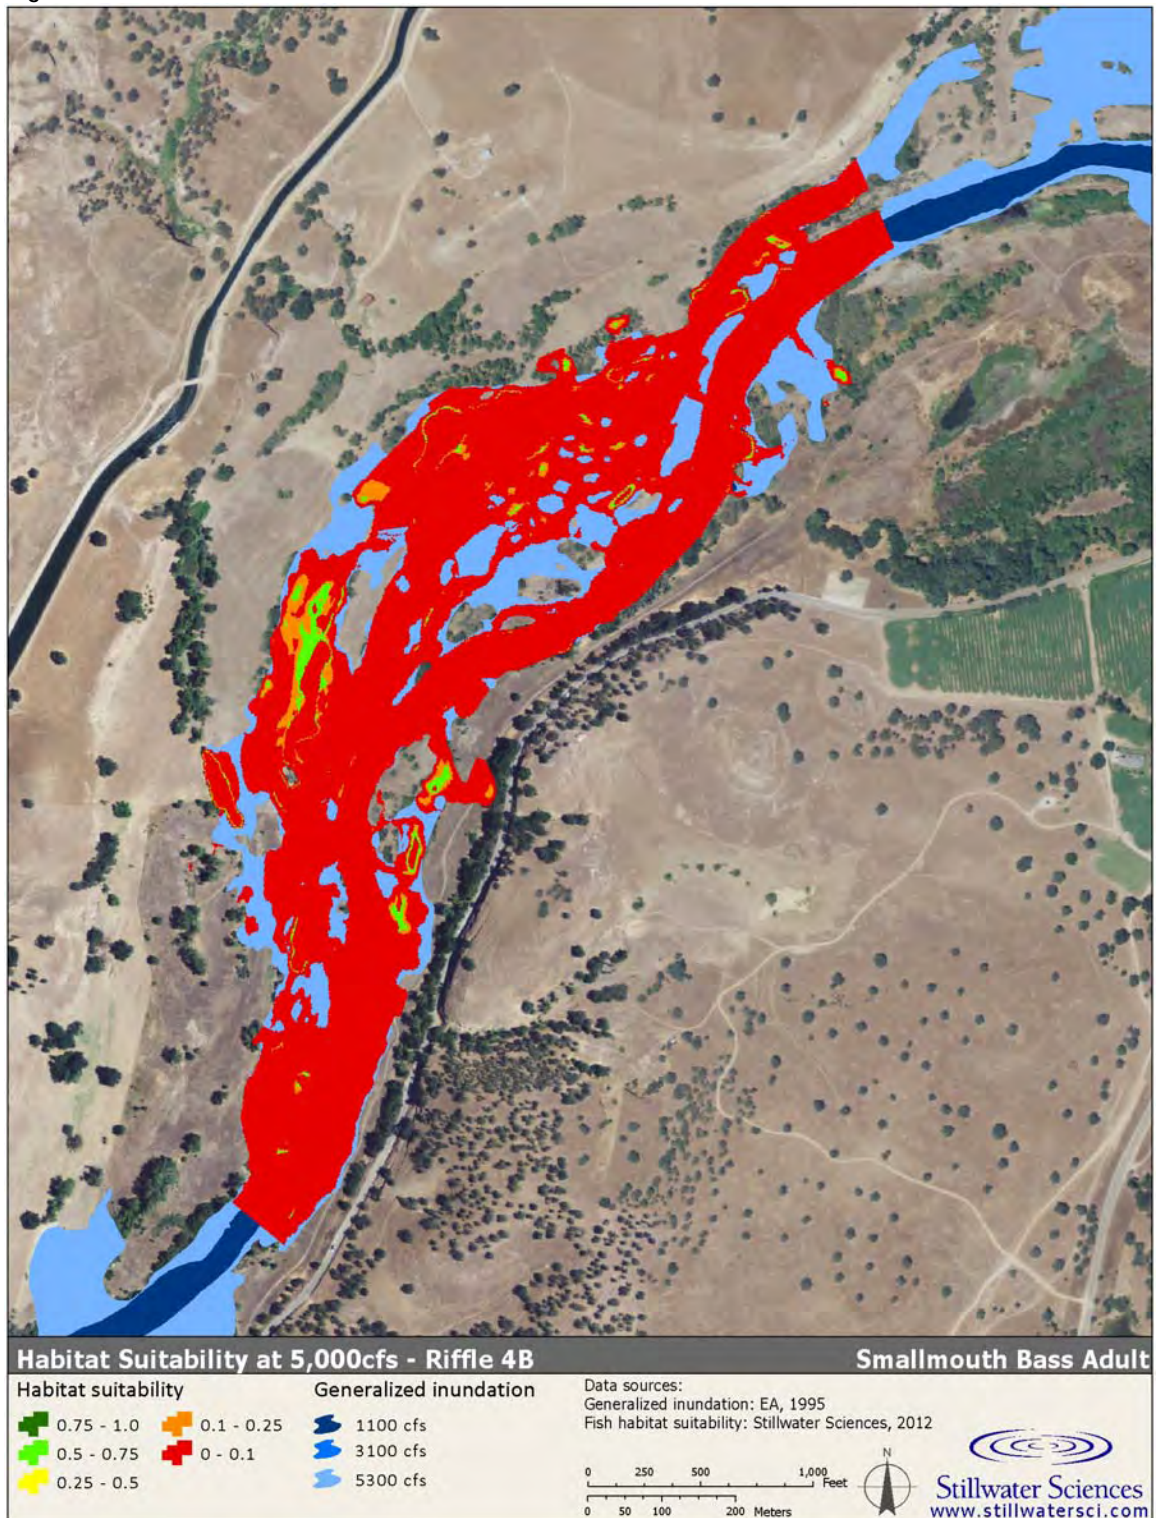 Habitat Suitability at 5,000cfs - Riffle 4B
Smallmouth Bass Adult
Habitat suitability
0.75 - 1.0
0.5 - 0.75
0.25 - 0.5
0.1 - 0.25
0 - 0.1
Generalized inundation
1100 cfs
3100 cfs
5300 cfs
Data sources:
Generalized inundation: EA, 1995
Fish habitat suitability: Stillwater Sciences, 2012
0 250 500 1,000 Feet
0 50 100 200 Meters
N
Stillwater Sciences
www.stillwatersci.com